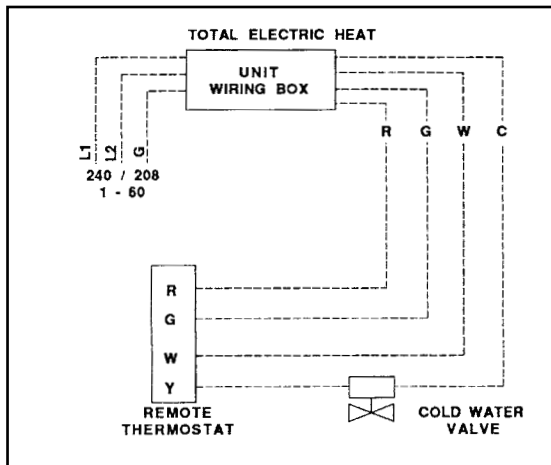 TOTAL ELECTRIC HEAT
UNIT
WIRING BOX
R G W C
L1 L2 G
240 / 208
1 - 60
R
G
W
Y
REMOTE
THERMOSTAT
COLD WATER
VALVE